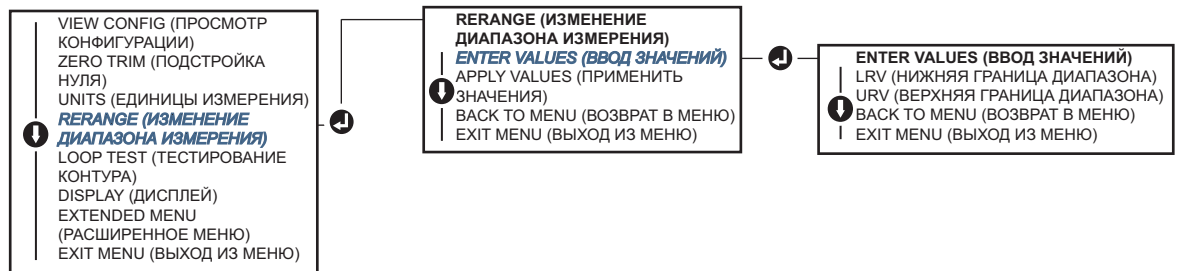 VIEW CONFIG (ПРОСМОТР
КОНФИГУРАЦИИ)
ZERO TRIM (ПОДСТРОЙКА
НУЛЯ)
UNITS (ЕДИНИЦЫ ИЗМЕРЕНИЯ)
RERANGE (ИЗМЕНЕНИЕ
ДИАПАЗОНА ИЗМЕРЕНИЯ)
LOOP TEST (ТЕСТИРОВАНИЕ
КОНТУРА)
DISPLAY (ДИСПЛЕЙ)
EXTENDED MENU
(РАСШИРЕННОЕ МЕНЮ)
EXIT MENU (ВЫХОД ИЗ МЕНЮ)
RERANGE (ИЗМЕНЕНИЕ
ДИАПАЗОНА ИЗМЕРЕНИЯ)
ENTER VALUES (ВВОД ЗНАЧЕНИЙ)
APPLY VALUES (ПРИМЕНИТЬ
ЗНАЧЕНИЯ)
BACK TO MENU (ВОЗВРАТ В МЕНЮ)
EXIT MENU (ВЫХОД ИЗ МЕНЮ)
ENTER VALUES (ВВОД ЗНАЧЕНИЙ)
LRV (НИЖНЯЯ ГРАНИЦА ДИАПАЗОНА)
URV (ВЕРХНЯЯ ГРАНИЦА ДИАПАЗОНА)
BACK TO MENU (ВОЗВРАТ В МЕНЮ)
EXIT MENU (ВЫХОД ИЗ МЕНЮ)